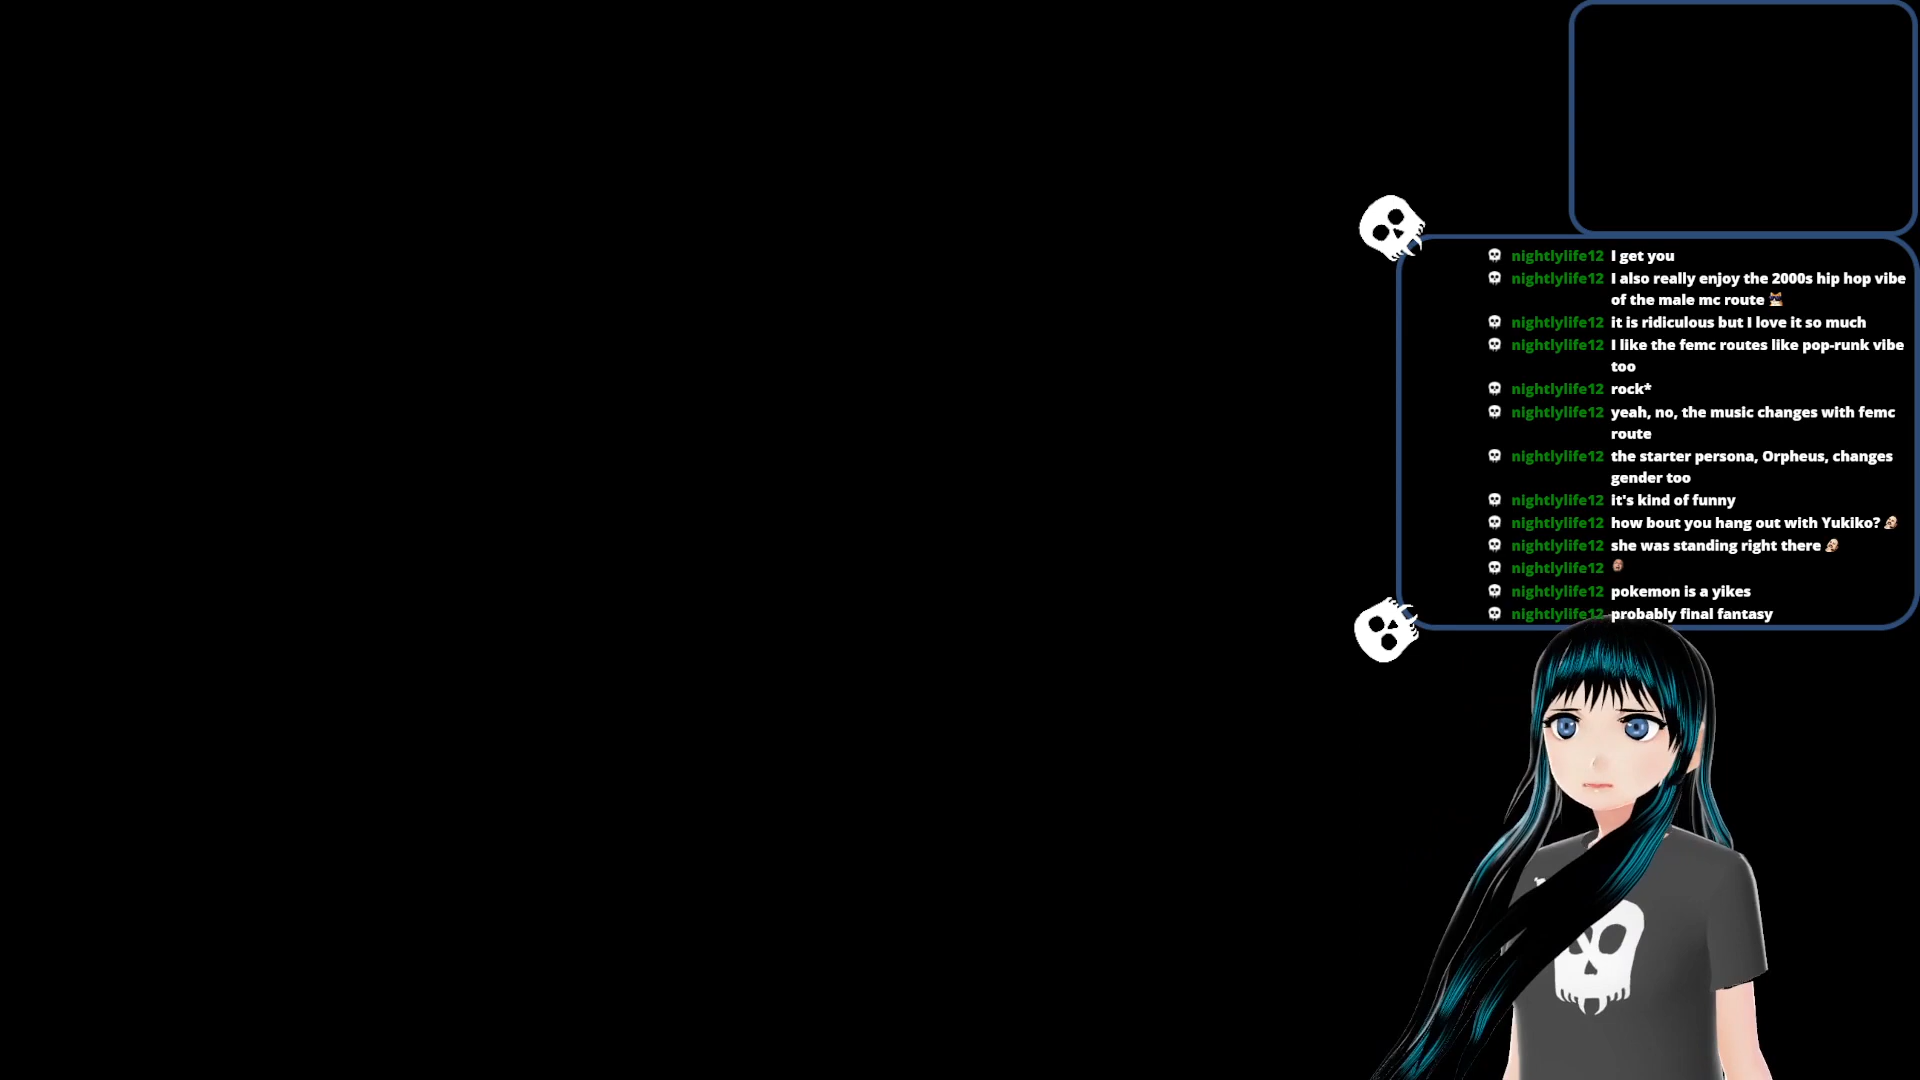 nightlylife12 I get you
nightlylife12 I also really enjoy the 2000s hip hop vibe
of the male mc route
nightlylife12 it is ridiculous but I love it so much
nightlylife12 I like the femc routes like pop-runk vibe
too
nightlylife12 rock*
nightlylife12 yeah, no, the music changes with femc
route
nightlylife12 the starter persona, Orpheus, changes
gender too
nightlylife12 it's kind of funny
nightlylife12 how bout you hang out with Yukiko?
nightlylife12 she was standing right there
nightlylife12
nightlylife12 pokemon is a yikes
nightlylife12 probably final fantasy